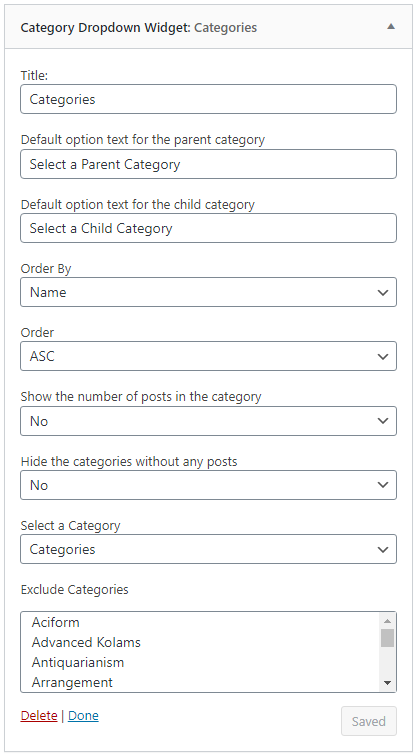 Category Dropdown Widget: Categories
Title:
Categories
Default option text for the parent category
Select a Parent Category
Default option text for the child category
Select a Child Category
Order By
Name
Order
ASC
Show the number of posts in the category
No
Hide the categories without any posts
No
Select a Category
Categories
Exclude Categories
Aciform
Advanced Kolams
Antiquarianism
Arrangement
Delete | Done
Saved